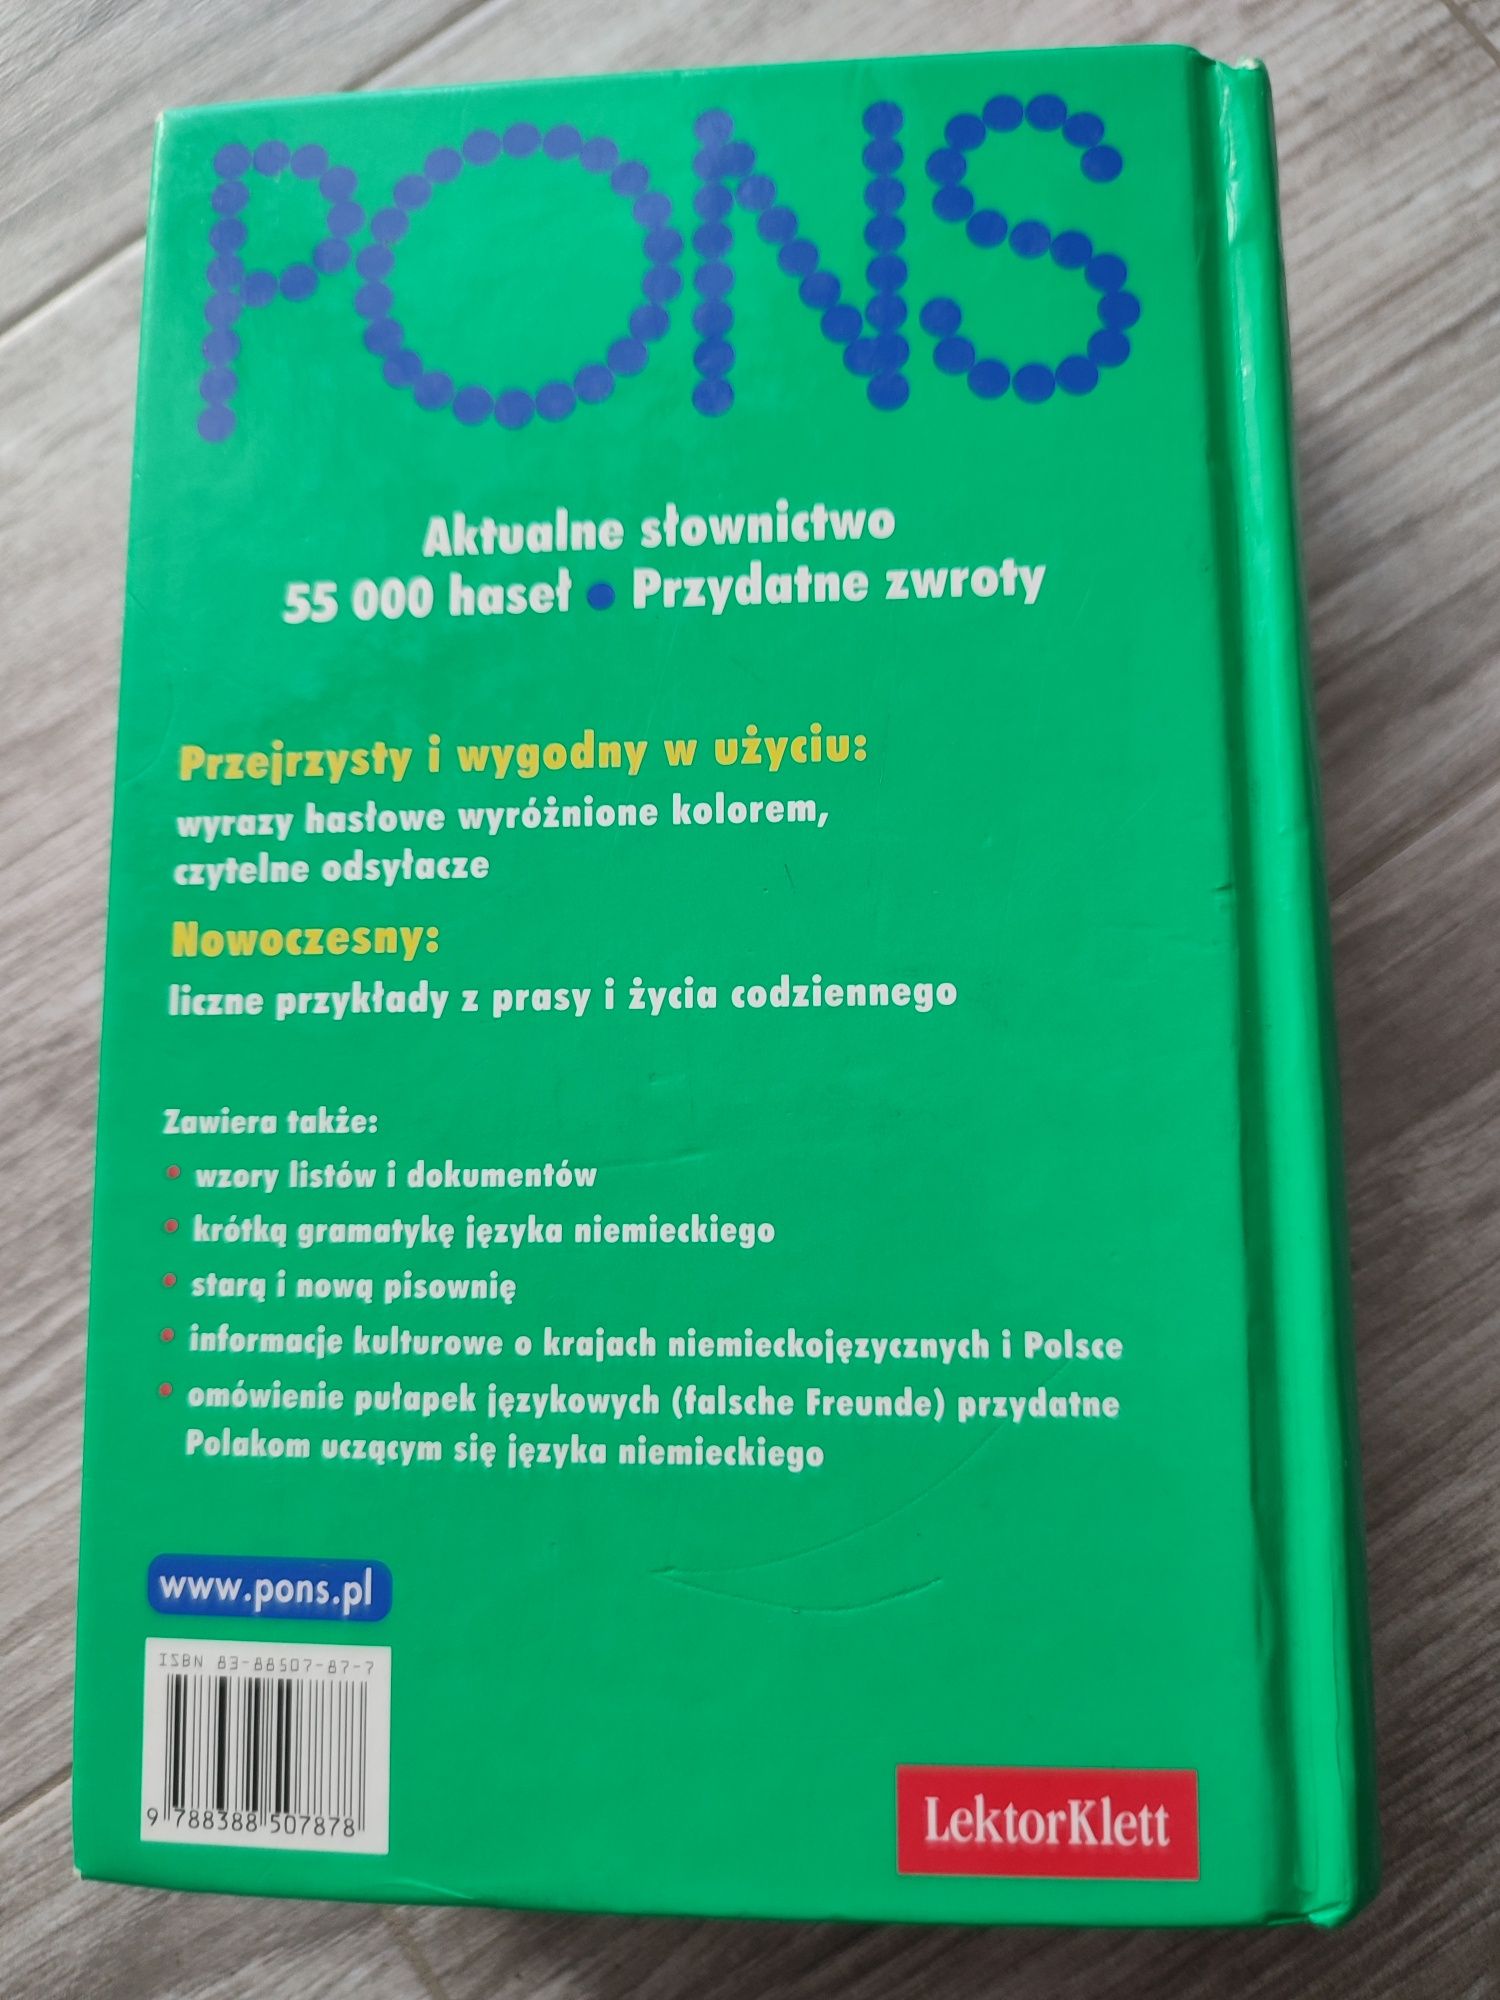 PONS
Aktualne słownictwo
55 000 haseł • Przydatne zwroty
Przejrzysty i wygodny w użyciu:
wyrazy hasłowe wyróżnione kolorem,
czytelne odsyłacze
Nowoczesny:
liczne przykłady z prasy i życia codziennego
Zawiera także:
• wzory listów i dokumentów
• krótką gramatykę języka niemieckiego
• starą i nową pisownię
• informacje kulturowe o krajach niemieckojęzycznych i Polsce
• omówienie pułapek językowych (falsche Freunde) przydatne
Polakom uczącym się języka niemieckiego
www.pons.pl
ISBN 83-88507-87-7
9 788388 507878
LektorKlett